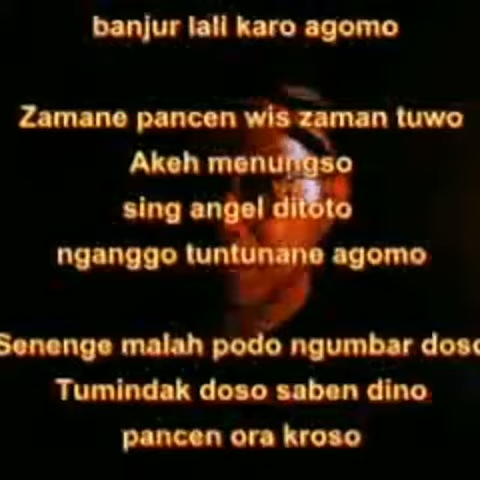 banjur lali karo agomo
Zamane pancen wis zaman tuwo
Akeh menungso
sing angel ditoto
nganggo tuntunane agomo
Senenge malah podo ngumbar doso
Tumindak doso saben dino
pancen ora kroso